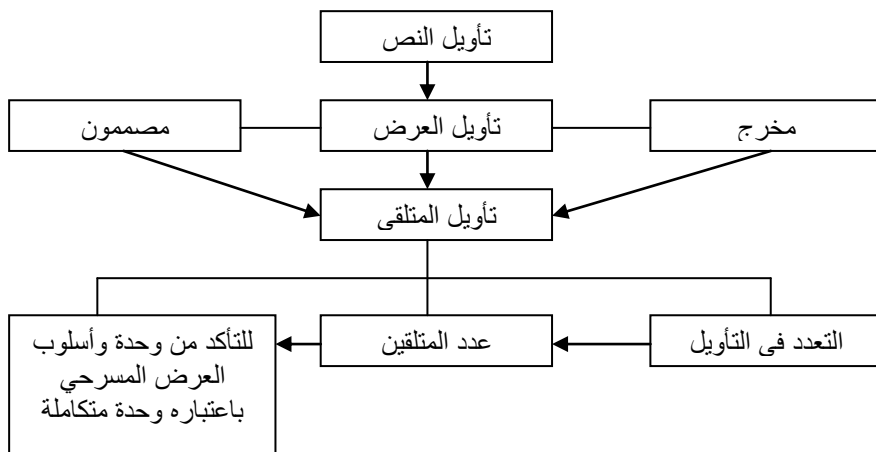 تأويل النص
مخرج
تأويل العرض
مصممون
تأويل المتلقى
التعدد فى التأويل
عدد المتلقين
للتأكد من وحدة وأسلوب
العرض المسرحي
باعتباره وحدة متكاملة